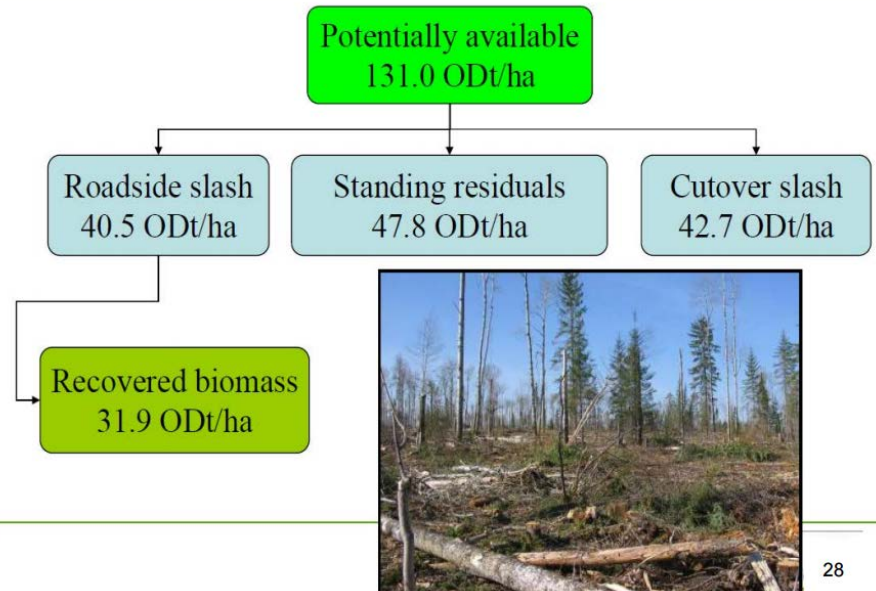 Potentially available
131.0 ODt/ha
Roadside slash
40.5 ODt/ha
Standing residuals
47.8 ODt/ha
Cutover slash
42.7 ODt/ha
Recovered biomass
31.9 ODt/ha
28